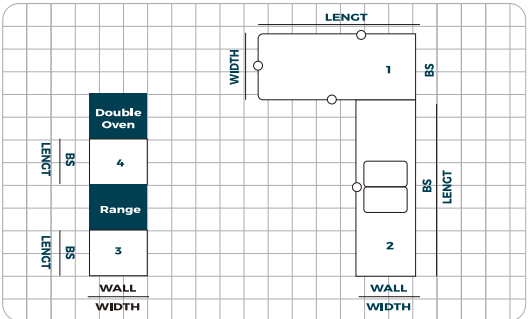 LENGT
WIDTH
1
BS
Double
Oven
LENGT
BS
4
Range
LENGT
BS
3
BS
LENGT
2
WALL
WIDTH
WALL
WIDTH